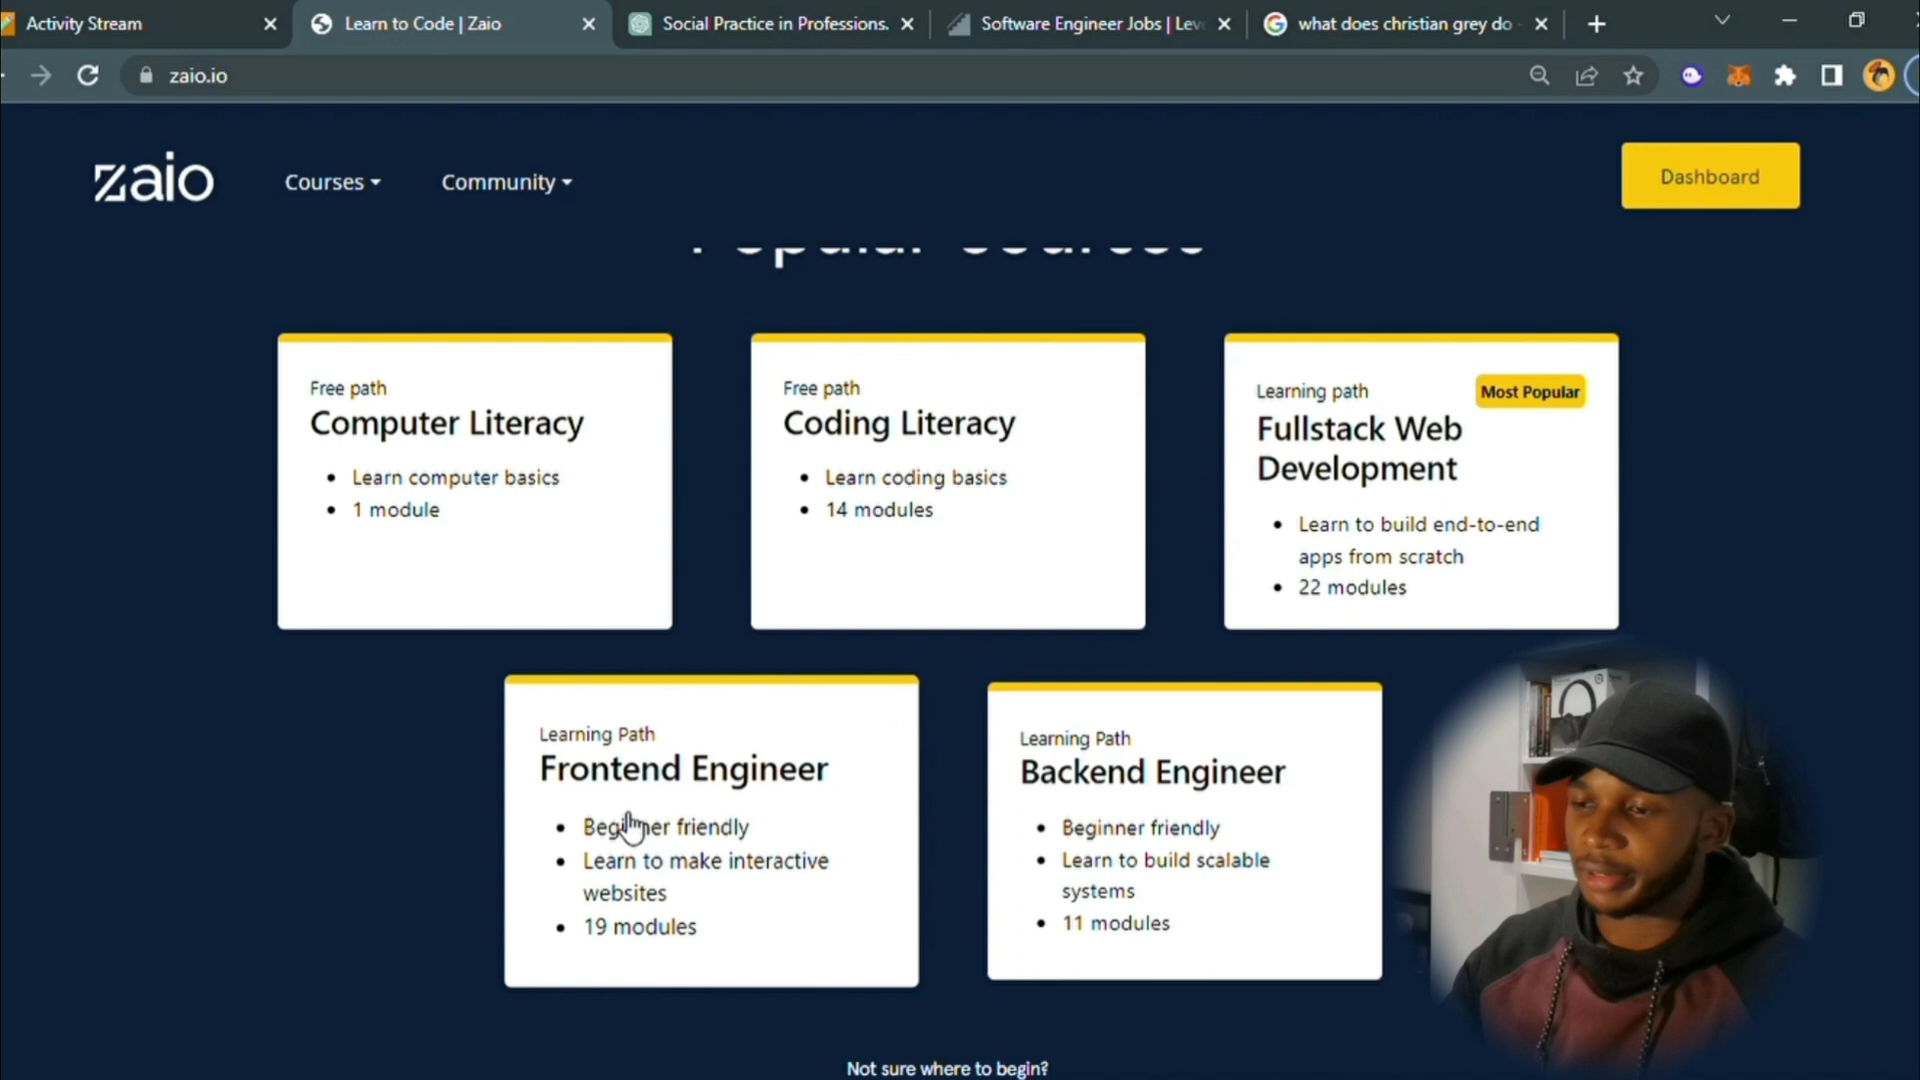 Activity Stream
Learn to Code | Zaio
Social Practice in Professions.
Software Engineer Jobs | Lev
what does christian grey do
zaio.io
zaio
Courses
Community
Dashboard
Popular Courses
Free path
Computer Literacy
Learn computer basics
1 module
Free path
Coding Literacy
Learn coding basics
14 modules
Learning path
Most Popular
Fullstack Web
Development
Learn to build end-to-end
apps from scratch
22 modules
Learning Path
Frontend Engineer
Beginner friendly
Learn to make interactive
websites
19 modules
Learning Path
Backend Engineer
Beginner friendly
Learn to build scalable
systems
11 modules
Not sure where to begin?